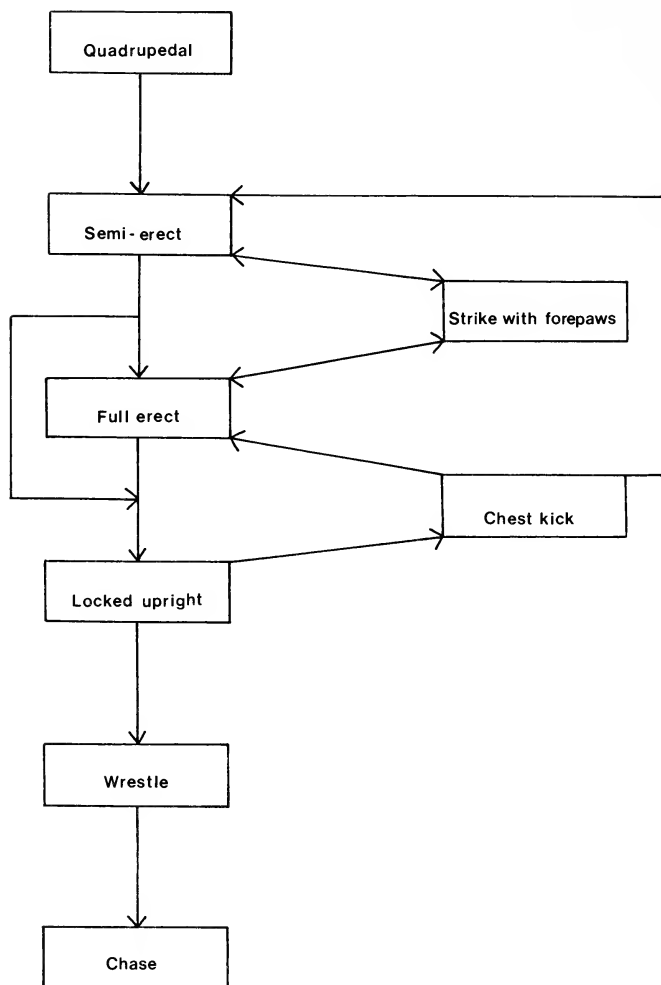 Quadrupedal
Semi-erect
Strike with forepaws
Full erect
Chest kick
Locked upright
Wrestle
Chase